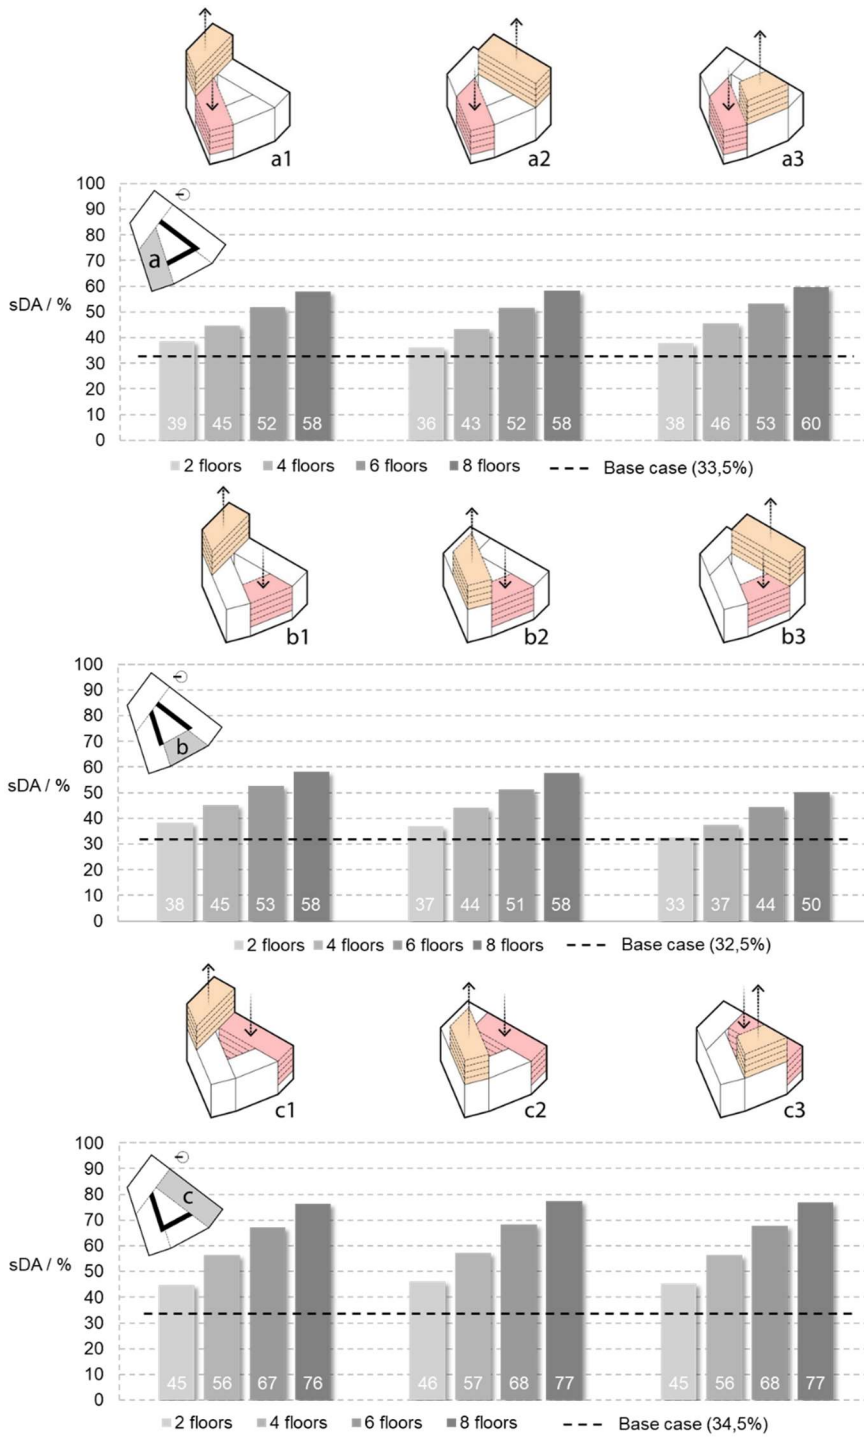 a1 a2 a3
100
90
80
70
60
50
40
30
20
10
0
sDA / %
a
39 45 52 58 36 43 52 58 38 46 53 60
2 floors 4 floors 6 floors 8 floors Base case (33,5%)
b1 b2 b3
100
90
80
70
60
50
40
30
20
10
0
sDA / %
b
38 45 53 58 37 44 51 58 33 37 44 50
2 floors 4 floors 6 floors 8 floors Base case (32,5%)
c1 c2 c3
100
90
80
70
60
50
40
30
20
10
0
sDA / %
c
45 56 67 76 46 57 68 77 45 56 68 77
2 floors 4 floors 6 floors 8 floors Base case (34,5%)